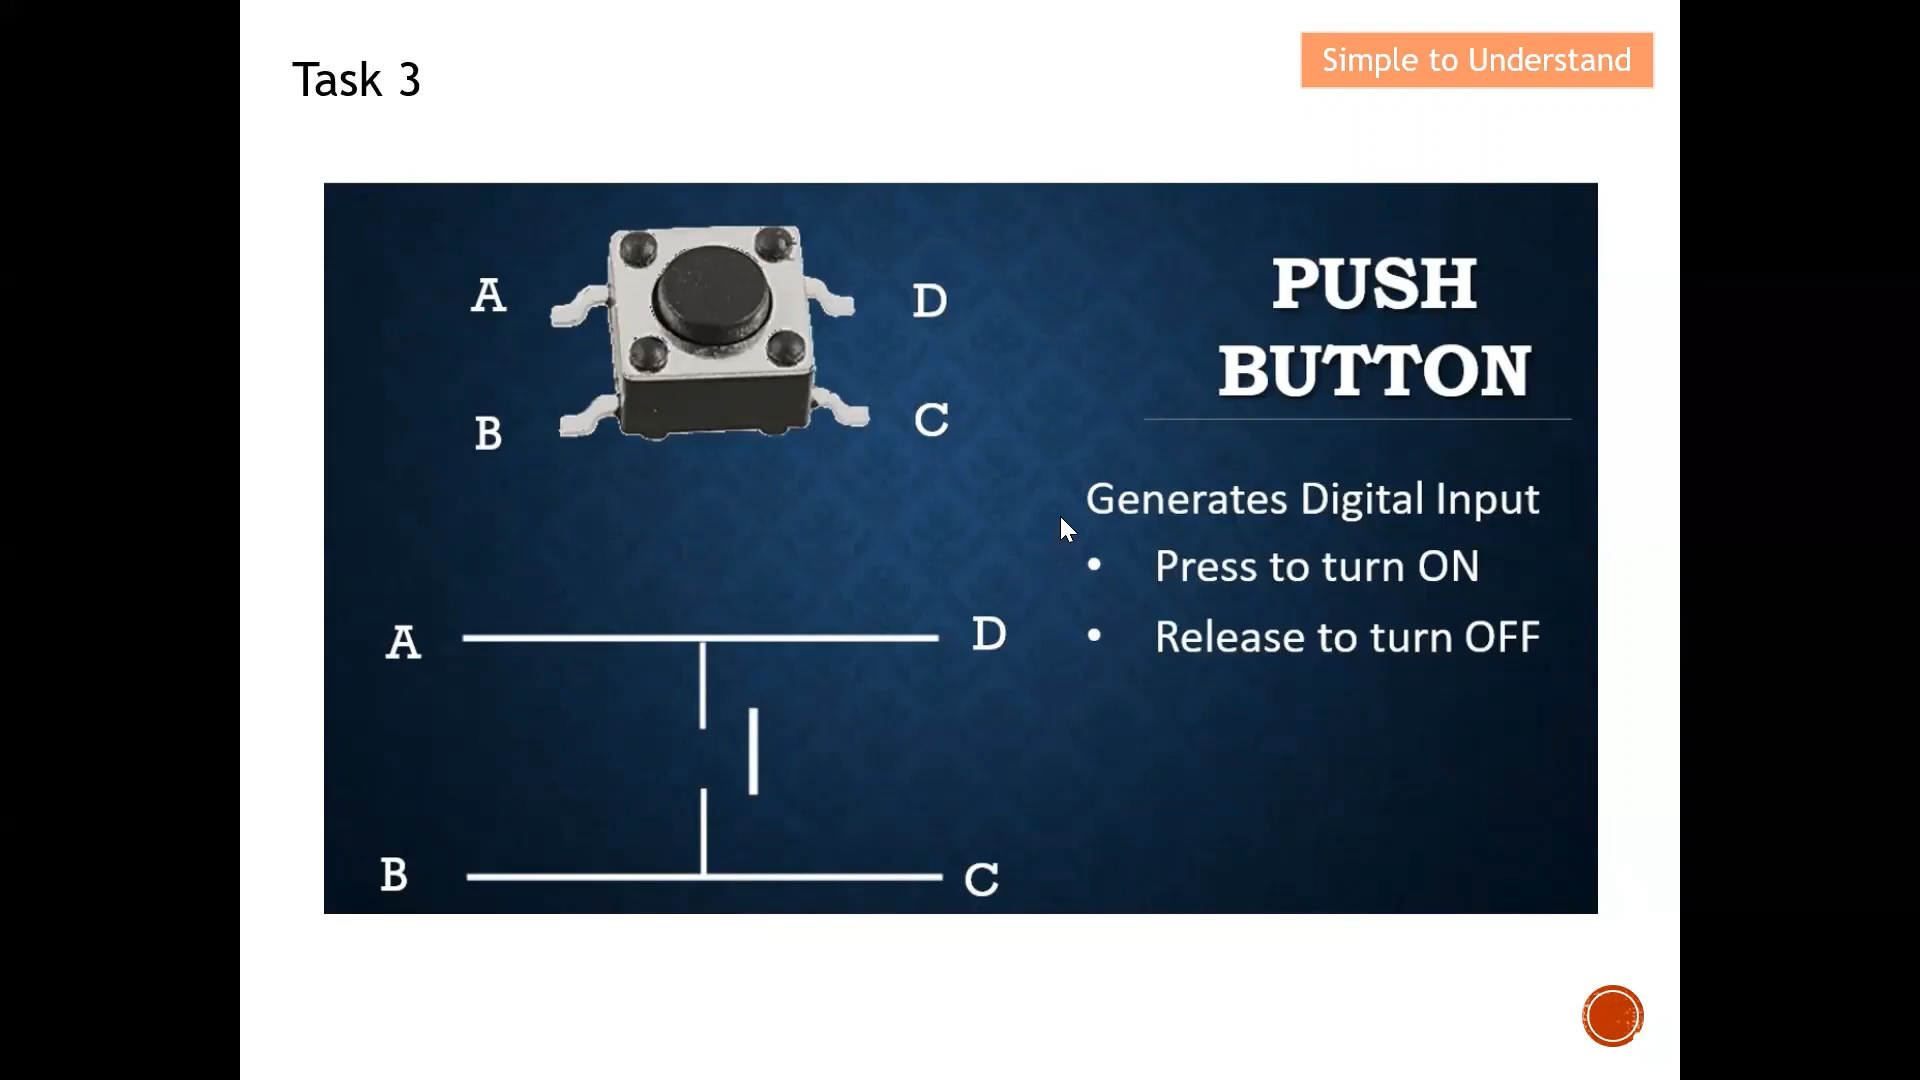 Task 3
Simple to Understand
A
D
B
C
PUSH
BUTTON
Generates Digital Input
• Press to turn ON
• Release to turn OFF
A
D
B
C